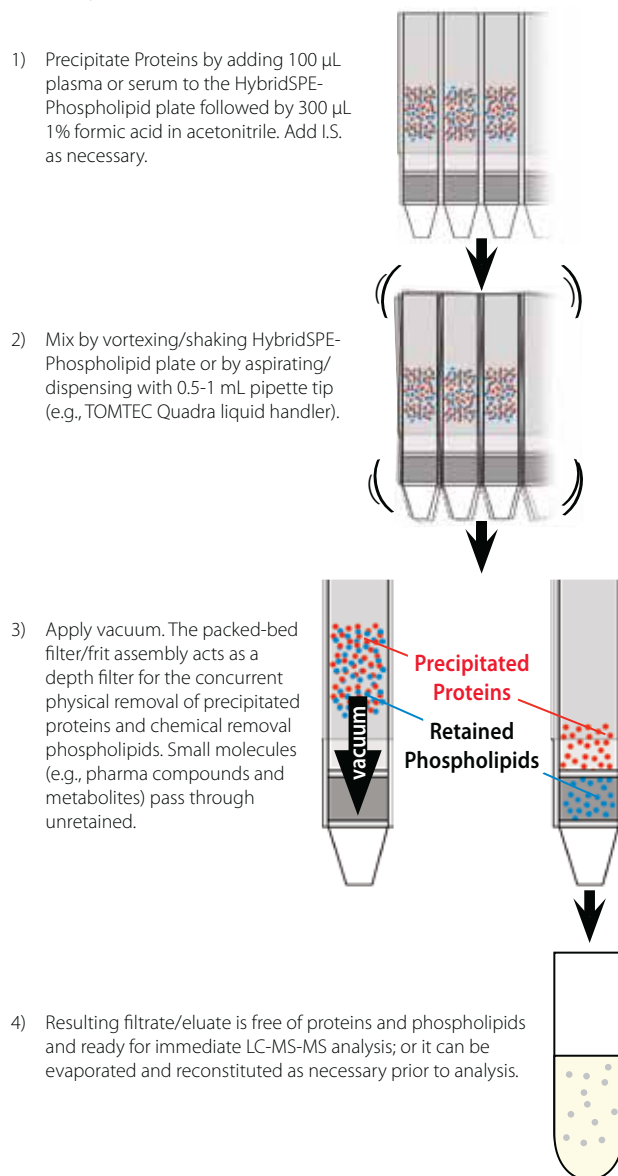 1) Precipitate Proteins by adding 100 µL
plasma or serum to the HybridSPE-
Phospholipid plate followed by 300 µL
1% formic acid in acetonitrile. Add I.S.
as necessary.
2) Mix by vortexing/shaking HybridSPE-
Phospholipid plate or by aspirating/
dispensing with 0.5-1 mL pipette tip
(e.g., TOMTEC Quadra liquid handler).
3) Apply vacuum. The packed-bed
filter/frit assembly acts as a
depth filter for the concurrent
physical removal of precipitated
proteins and chemical removal
phospholipids. Small molecules
(e.g., pharma compounds and
metabolites) pass through
unretained.
vacuum
Precipitated
Proteins
Retained
Phospholipids
4) Resulting filtrate/eluate is free of proteins and phospholipids
and ready for immediate LC-MS-MS analysis; or it can be
evaporated and reconstituted as necessary prior to analysis.